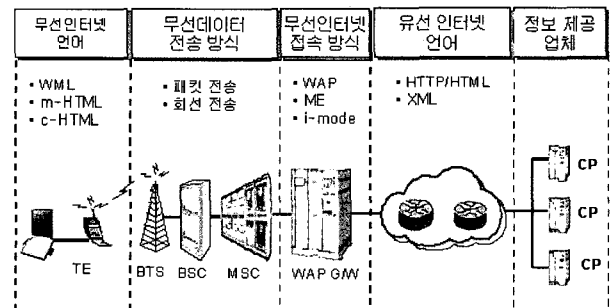 무선인터넷
언어
무선데이터
전송 방식
무선인터넷
접속 방식
유선 인터넷
언어
정보 제공
업체
▪ WML
▪ m-HTML
▪ c-HTML
▪ 패킷 전송
▪ 회선 전송
▪ WAP
▪ ME
▪ i-mode
▪ HTTP/HTML
▪ XML
CP
CP
CP
TE
BTS
BSC
MSC
WAP G/W